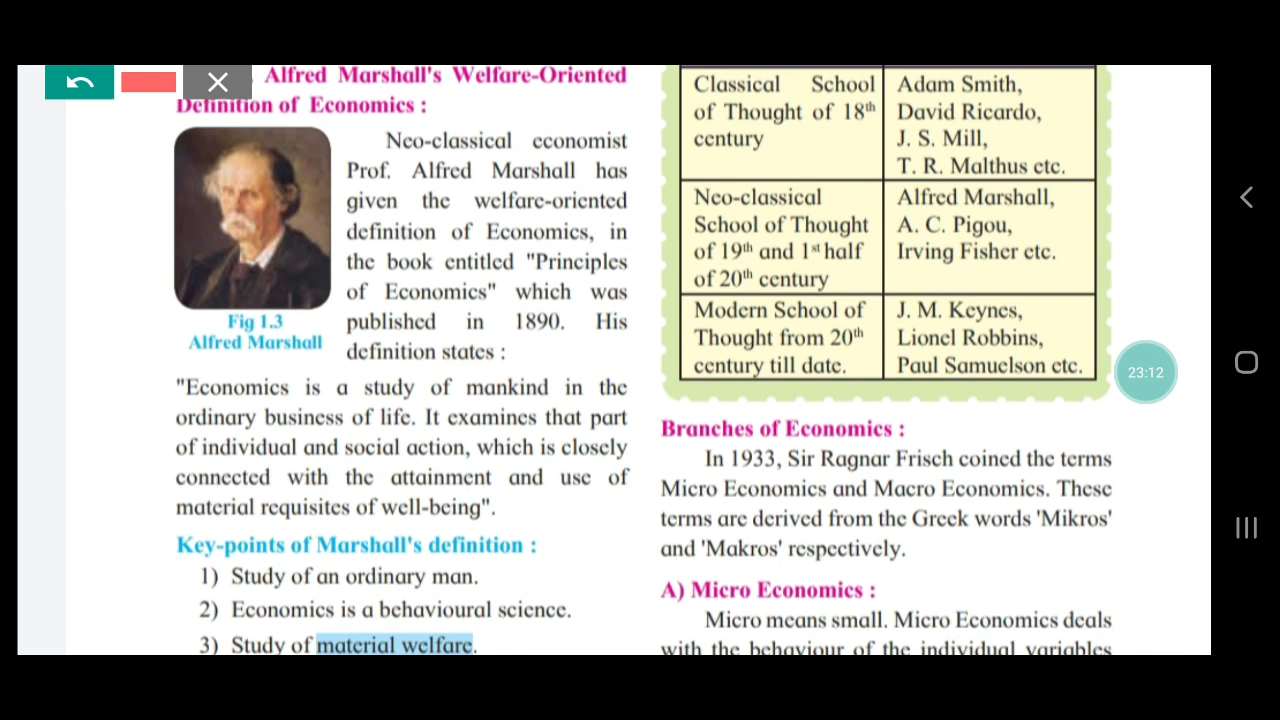 Alfred Marshall's Welfare-Oriented
Definition of Economics :
Neo-classical economist
Prof. Alfred Marshall has
given the welfare-oriented
definition of Economics, in
the book entitled "Principles
of Economics" which was
published in 1890. His
definition states :
Fig 1.3
Alfred Marshall
"Economics is a study of mankind in the
ordinary business of life. It examines that part
of individual and social action, which is closely
connected with the attainment and use of
material requisites of well-being".
Key-points of Marshall's definition :
1) Study of an ordinary man.
2) Economics is a behavioural science.
3) Study of material welfare.
Classical School
of Thought of 18th
century
Adam Smith,
David Ricardo,
J. S. Mill,
T. R. Malthus etc.
Neo-classical
School of Thought
of 19th and 1st half
of 20th century
Alfred Marshall,
A. C. Pigou,
Irving Fisher etc.
Modern School of
Thought from 20th
century till date.
J. M. Keynes,
Lionel Robbins,
Paul Samuelson etc.
Branches of Economics :
In 1933, Sir Ragnar Frisch coined the terms
Micro Economics and Macro Economics. These
terms are derived from the Greek words 'Mikros'
and 'Makros' respectively.
A) Micro Economics :
Micro means small. Micro Economics deals
with the behaviour of the individual variables
23:12